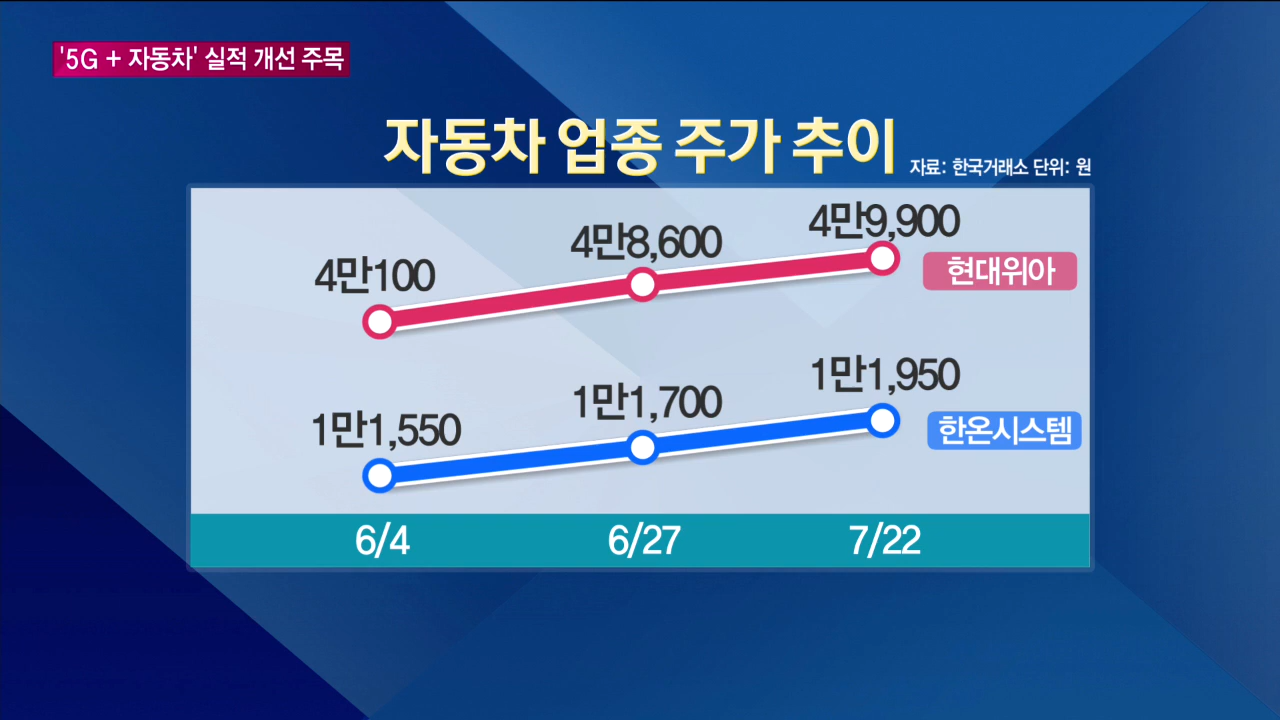 '5G + 자동차' 실적 개선 주목
자동차 업종 주가 추이
자료: 한국거래소 단위: 원
4만100
4만8,600
4만9,900
현대위아
1만1,550
1만1,700
1만1,950
한온시스템
6/4
6/27
7/22